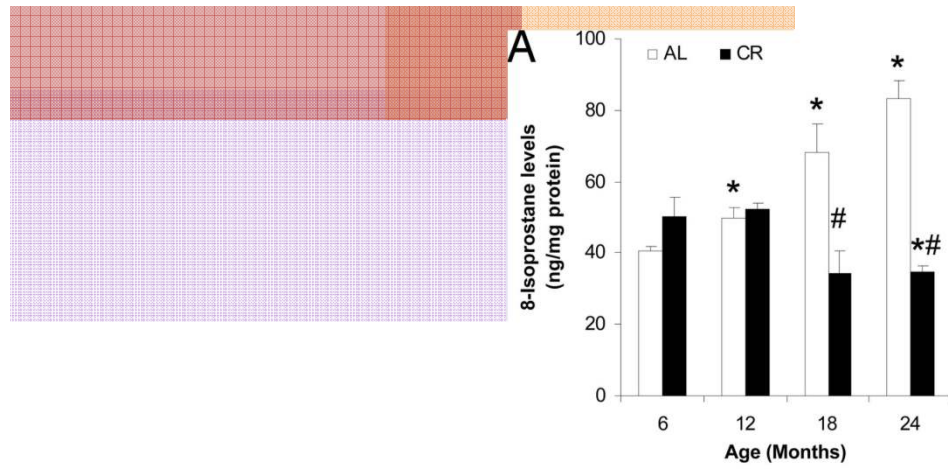 A
100
AL CR
*
*
80
60
*
#
*#
40
20
0
8-Isoprostane levels
(ng/mg protein)
6 12 18 24
Age (Months)